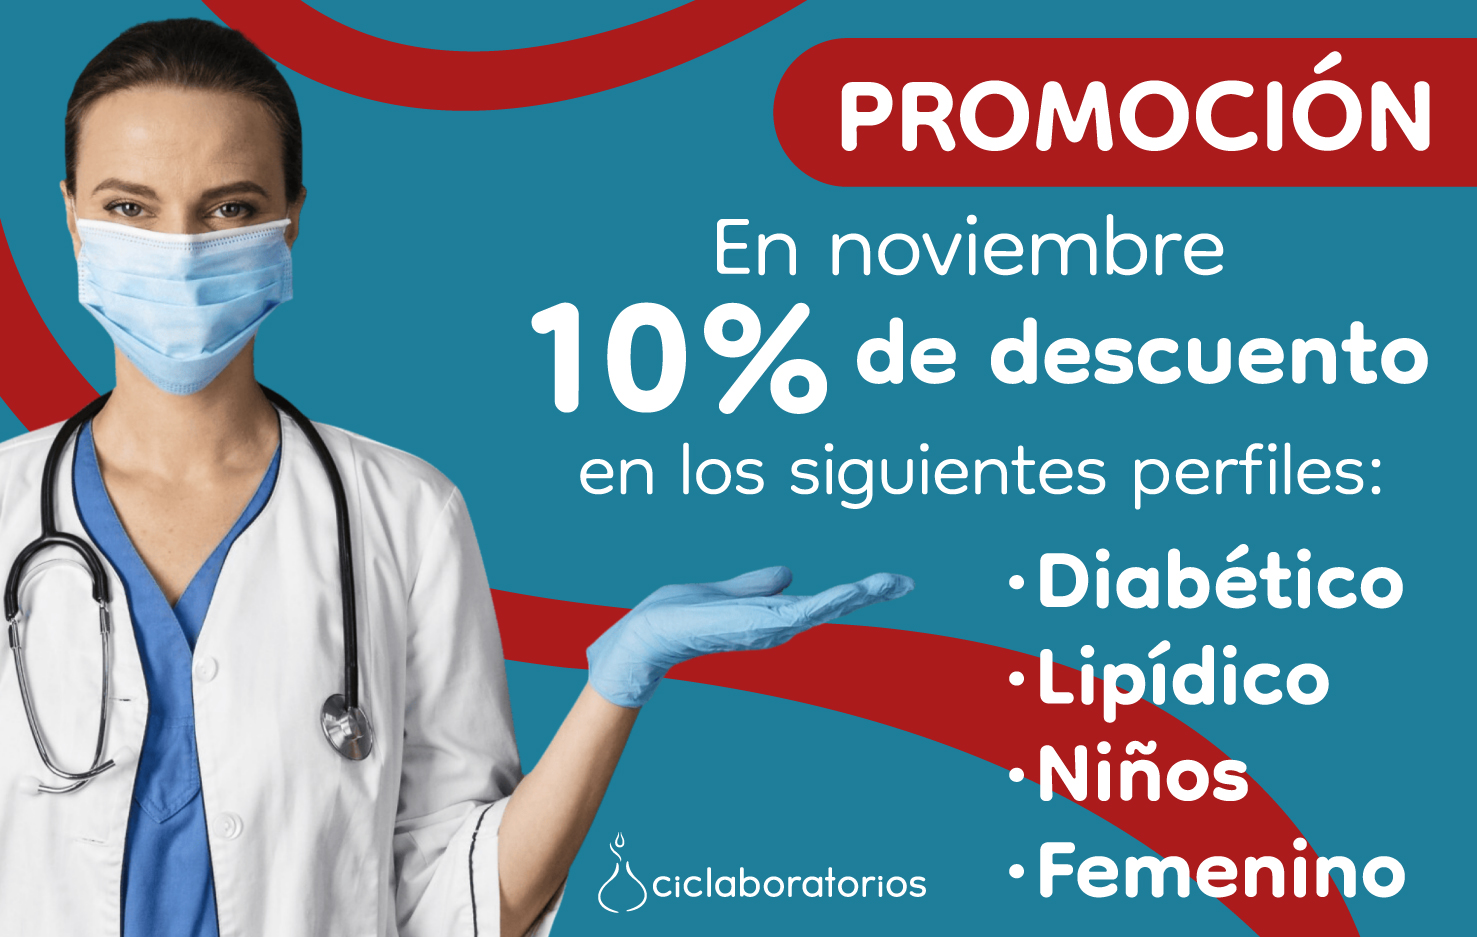 PROMOCIÓN
En noviembre
10% de descuento
en los siguientes perfiles:
· Diabético
· Lipídico
· Niños
· Femenino
ciclaboratorios